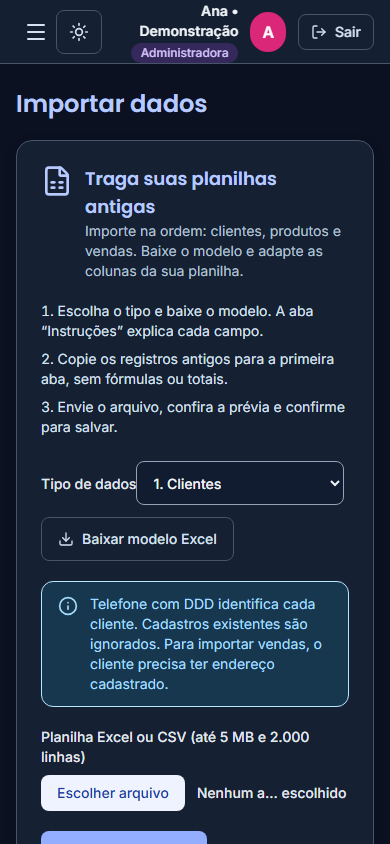 Ana •
Demonstração
Administradora
A
Sair
Importar dados
Traga suas planilhas
antigas
Importe na ordem: clientes, produtos e
vendas. Baixe o modelo e adapte as
colunas da sua planilha.
1. Escolha o tipo e baixe o modelo. A aba
“Instruções” explica cada campo.
2. Copie os registros antigos para a primeira
aba, sem fórmulas ou totais.
3. Envie o arquivo, confira a prévia e confirme
para salvar.
Tipo de dados
1. Clientes
Baixar modelo Excel
Telefone com DDD identifica cada
cliente. Cadastros existentes são
ignorados. Para importar vendas, o
cliente precisa ter endereço
cadastrado.
Planilha Excel ou CSV (até 5 MB e 2.000
linhas)
Escolher arquivo
Nenhum a... escolhido